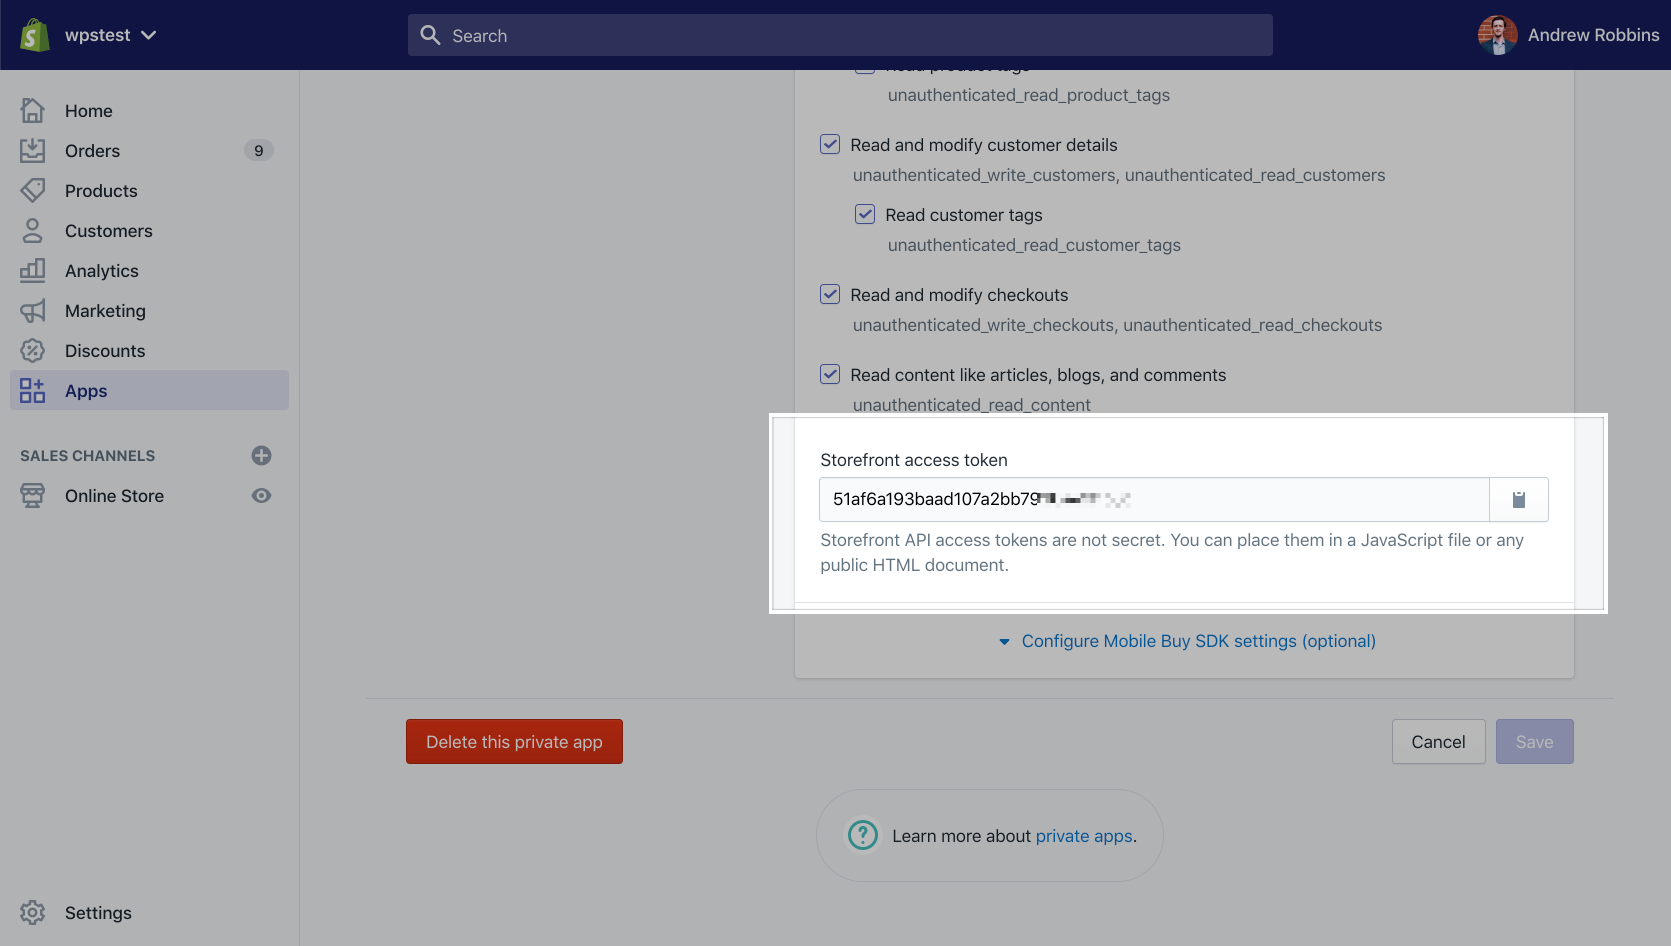 wpstest
Search
Andrew Robbins
Home
Orders
9
Products
Customers
Analytics
Marketing
Discounts
Apps
SALES CHANNELS
Online Store
Settings
Read product tags
unauthenticated_read_product_tags
Read and modify customer details
unauthenticated_write_customers, unauthenticated_read_customers
Read customer tags
unauthenticated_read_customer_tags
Read and modify checkouts
unauthenticated_write_checkouts, unauthenticated_read_checkouts
Read content like articles, blogs, and comments
unauthenticated_read_content
Storefront access token
51af6a193baad107a2bb79
Storefront API access tokens are not secret. You can place them in a JavaScript file or any
public HTML document.
Configure Mobile Buy SDK settings (optional)
Delete this private app
Cancel
Save
Learn more about private apps.